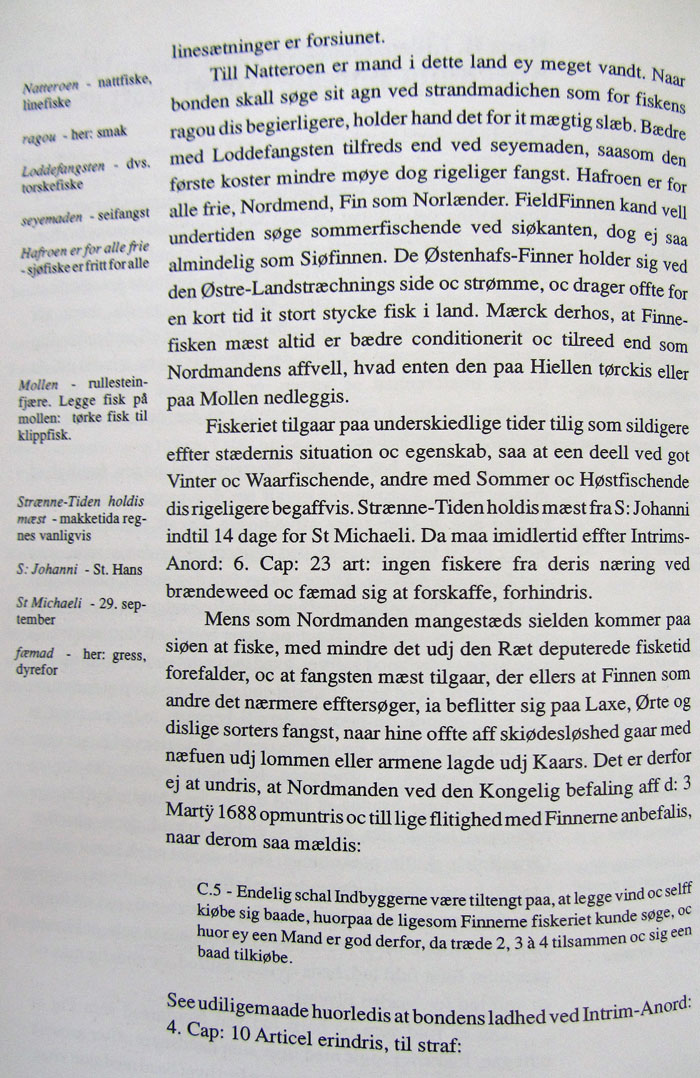 linesætninger er forsiunet.
Till Natteroen er mand i dette land ey meget vandt. Naar
bonden skall søge sit agn ved strandmadichen som for fiskens
ragou dis begierligere, holder hand det for it mægtig slæb. Bædre
med Loddefangsten tilfreds end ved seyemaden, saasom den
første koster mindre møye dog rigeliger fangst. Hafroen er for
alle frie, Nordmend, Fin som Norlænder. FieldFinnen kand vell
undertiden søge sommerfischende ved siøkanten, dog ej saa
almindelig som Siøfinnen. De Østenhafs-Finner holder sig ved
den Østre-Landstræchnings side oc strømme, oc drager offte for
en kort tid it stort stycke fisk i land. Mærck derhos, at Finne-
fisken mæst altid er bædre conditionerit oc tilreed end som
Nordmandens affvell, hvad enten den paa Hiellen tørckis eller
paa Mollen nedleggis.
Fiskeriet tilgaar paa underskiedlige tider tilig som sildigere
effter stædernis situation oc egenskab, saa at een deell ved got
Vinter oc Waarfischende, andre med Sommer oc Høstfischende
dis rigeligere begaffvis. Strænne-Tiden holdis mæst fra S: Johanni
indtil 14 dage for St Michaeli. Da maa imidlertid effter Intrims-
Anord: 6. Cap: 23 art: ingen fiskere fra deris næring ved
brændeweed oc fæmad sig at forskaffe, forhindris.
Mens som Nordmanden mangestæds sielden kommer paa
siøen at fiske, med mindre det udj den Ræt deputerede fisketid
forefalder, oc at fangsten mæst tilgaar, der ellers at Finnen som
andre det nærmere efftersøger, ia beflitter sig paa Laxe, Ørte og
dislige sorters fangst, naar hine offte aff skiødesløshed gaar med
næfuen udj lommen eller armene lagde udj Kaars. Det er derfor
ej at undris, at Nordmanden ved den Kongelig befaling aff d: 3
Martÿ 1688 opmuntris oc till lige flitighed med Finnerne anbefalis,
naar derom saa mældis:
C.5 - Endelig schal Indbyggerne være tiltengt paa, at legge vind oc selff
kiøbe sig baade, huorpaa de ligesom Finnerne fiskeriet kunde søge, oc
huor ey een Mand er god derfor, da træde 2, 3 à 4 tilsammen oc sig een
baad tilkiøbe.
See udiligemaade huorledis at bondens ladhed ved Intrim-Anord:
4. Cap: 10 Articel erindris, til straf:
Natteroen - nattfiske,
linefiske
ragou - her: smak
Loddefangsten - dvs.
torskefiske
seyemaden - seifangst
Hafroen er for alle frie
- sjøfiske er fritt for alle
Mollen - rullestein-
fjære. Legge fisk på
mollen: tørke fisk til
klippfisk.
Strænne-Tiden holdis
mæst - makketida reg-
nes vanligvis
S: Johanni - St. Hans
St Michaeli - 29. sep-
tember
fæmad - her: gress,
dyrefor